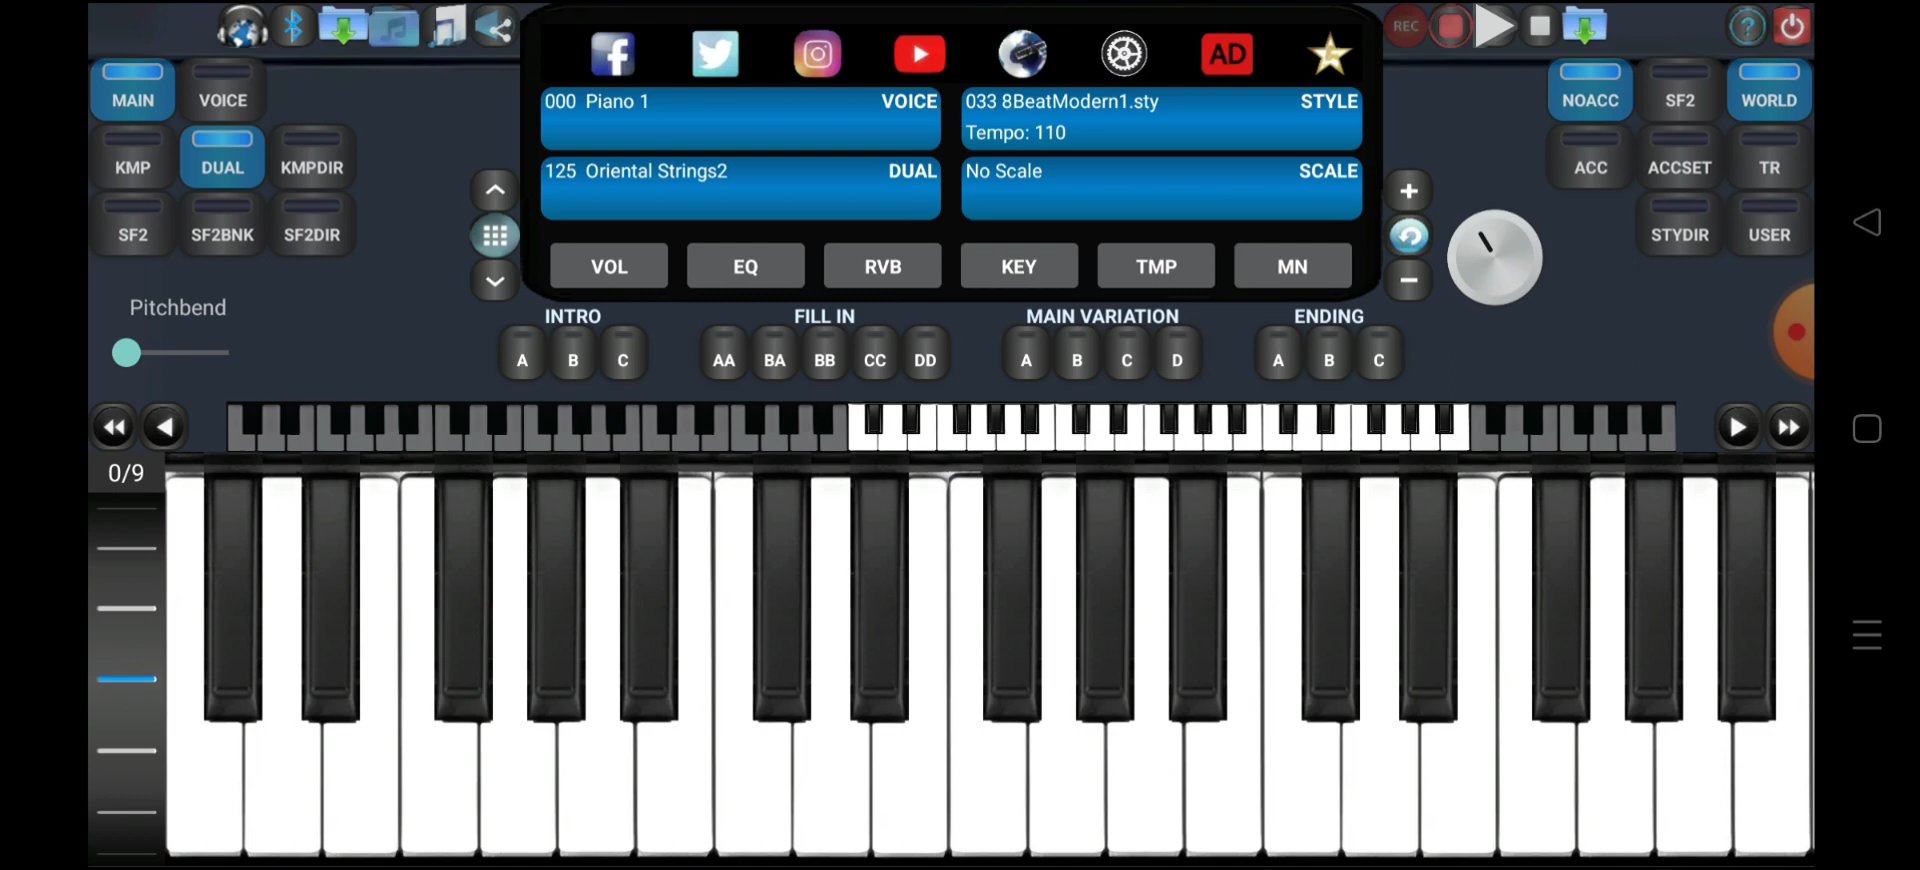 REC
AD
MAIN
VOICE
000 Piano 1
VOICE
033 8BeatModern1.sty
STYLE
Tempo: 110
NOACC
SF2
WORLD
KMP
DUAL
KMPDIR
125 Oriental Strings2
DUAL
No Scale
SCALE
ACC
ACCSET
TR
SF2
SF2BNK
SF2DIR
STYDIR
USER
VOL
EQ
RVB
KEY
TMP
MN
Pitchbend
INTRO
FILL IN
MAIN VARIATION
ENDING
A
B
C
AA
BA
BB
CC
DD
A
B
C
D
A
B
C
0/9